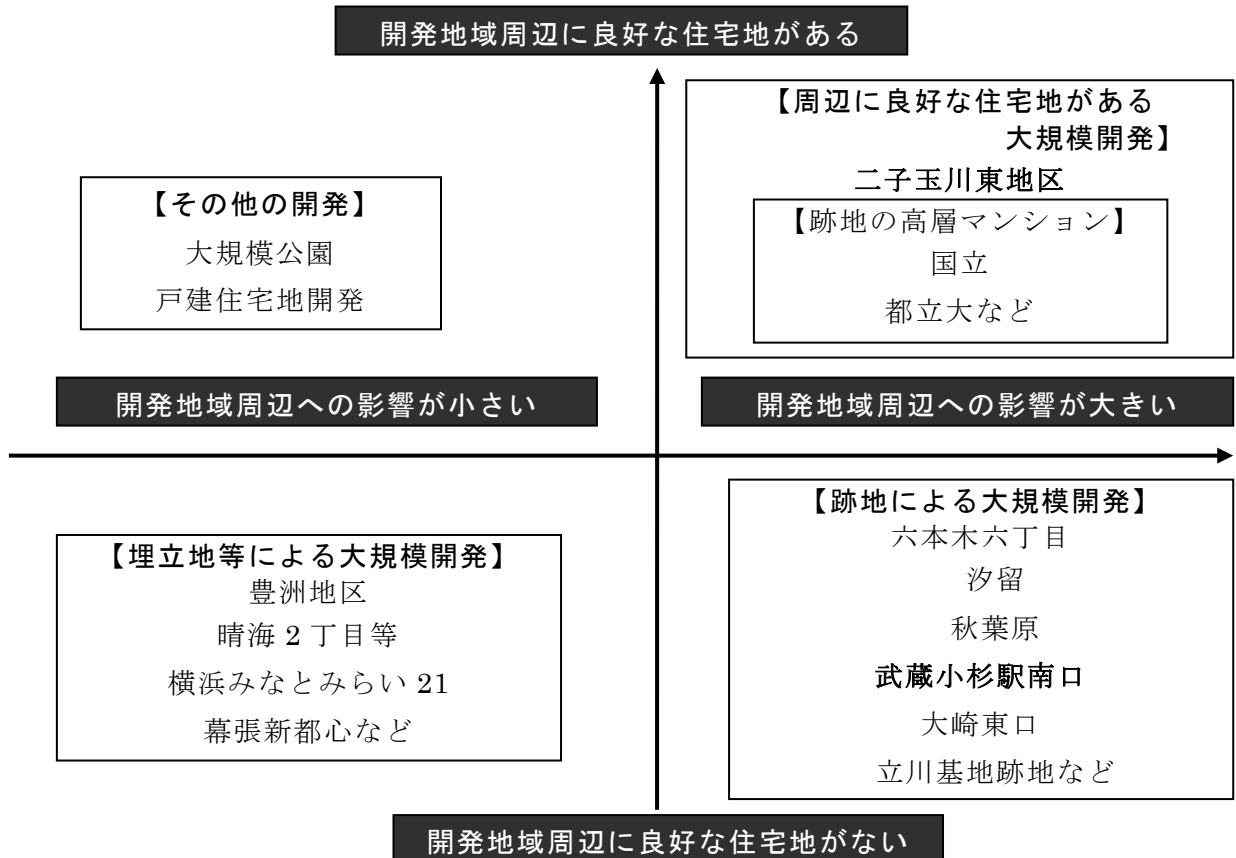 開発地域周辺に良好な住宅地がある
【周辺に良好な住宅地がある
大規模開発】
二子玉川東地区
【跡地の高層マンション】
国立
都立大など
【その他の開発】
大規模公園
戸建住宅地開発
開発地域周辺への影響が小さい
開発地域周辺への影響が大きい
【埋立地等による大規模開発】
豊洲地区
晴海 2 丁目等
横浜みなとみらい 21
幕張新都心など
【跡地による大規模開発】
六本木六丁目
汐留
秋葉原
武蔵小杉駅南口
大崎東口
立川基地跡地など
開発地域周辺に良好な住宅地がない